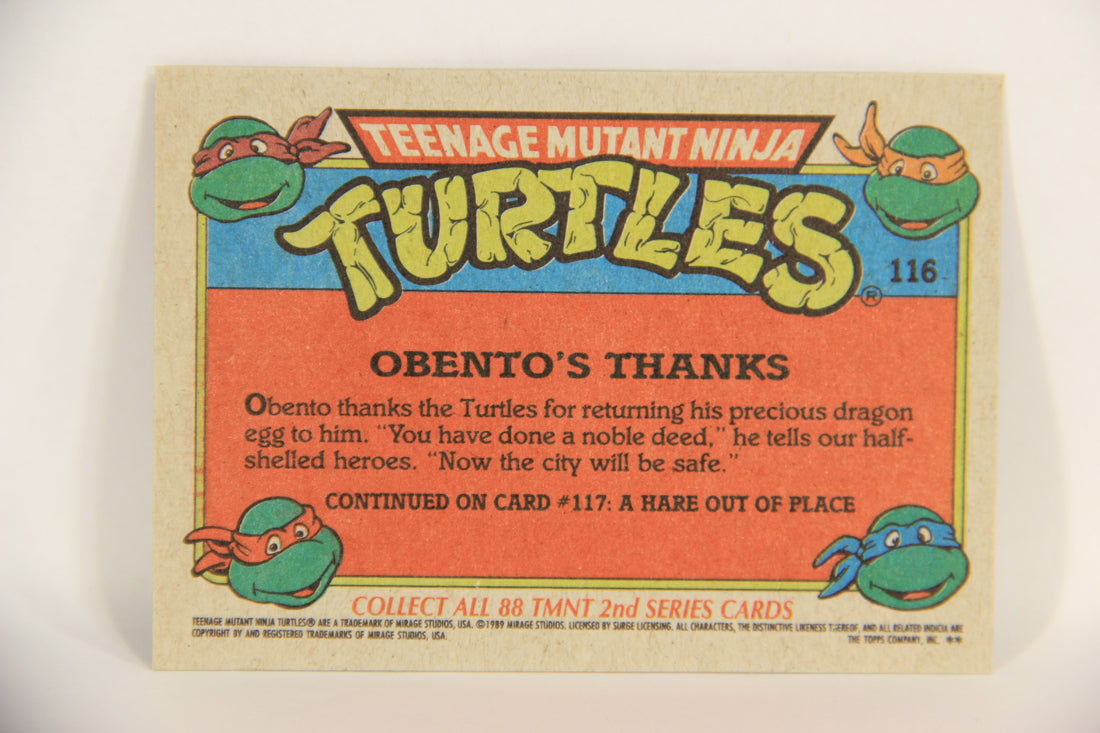 TEENAGE MUTANT NINJA
TURTLES®
116
OBENTO'S THANKS
Obento thanks the Turtles for returning his precious dragon
egg to him. "You have done a noble deed," he tells our half-
shelled heroes. "Now the city will be safe."
CONTINUED ON CARD #117: A HARE OUT OF PLACE
COLLECT ALL 88 TMNT 2nd SERIES CARDS
TEENAGE MUTANT NINJA TURTLES® ARE A TRADEMARK OF MIRAGE STUDIOS, USA. ©1989 MIRAGE STUDIOS. LICENSED BY SURGE LICENSING. ALL CHARACTERS, THE DISTINCTIVE LIKENESS THEREOF, AND ALL RELATED INDICIA ARE
COPYRIGHT BY AND REGISTERED TRADEMARKS OF MIRAGE STUDIOS, USA.
THE TOPPS COMPANY, INC. **